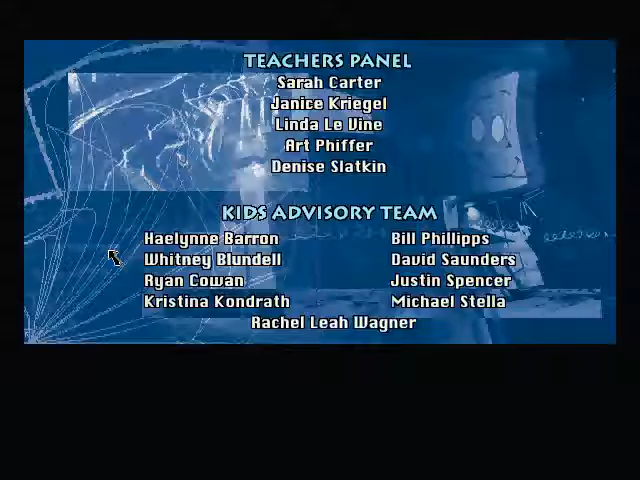 TEACHERS PANEL
Sarah Carter
Janice Kriegel
Linda Le Vine
Art Phiffer
Denise Slatkin
KIDS ADVISORY TEAM
Haelynne Barron
Bill Phillipps
Whitney Blundell
David Saunders
Ryan Cowan
Justin Spencer
Kristina Kondrath
Michael Stella
Rachel Leah Wagner